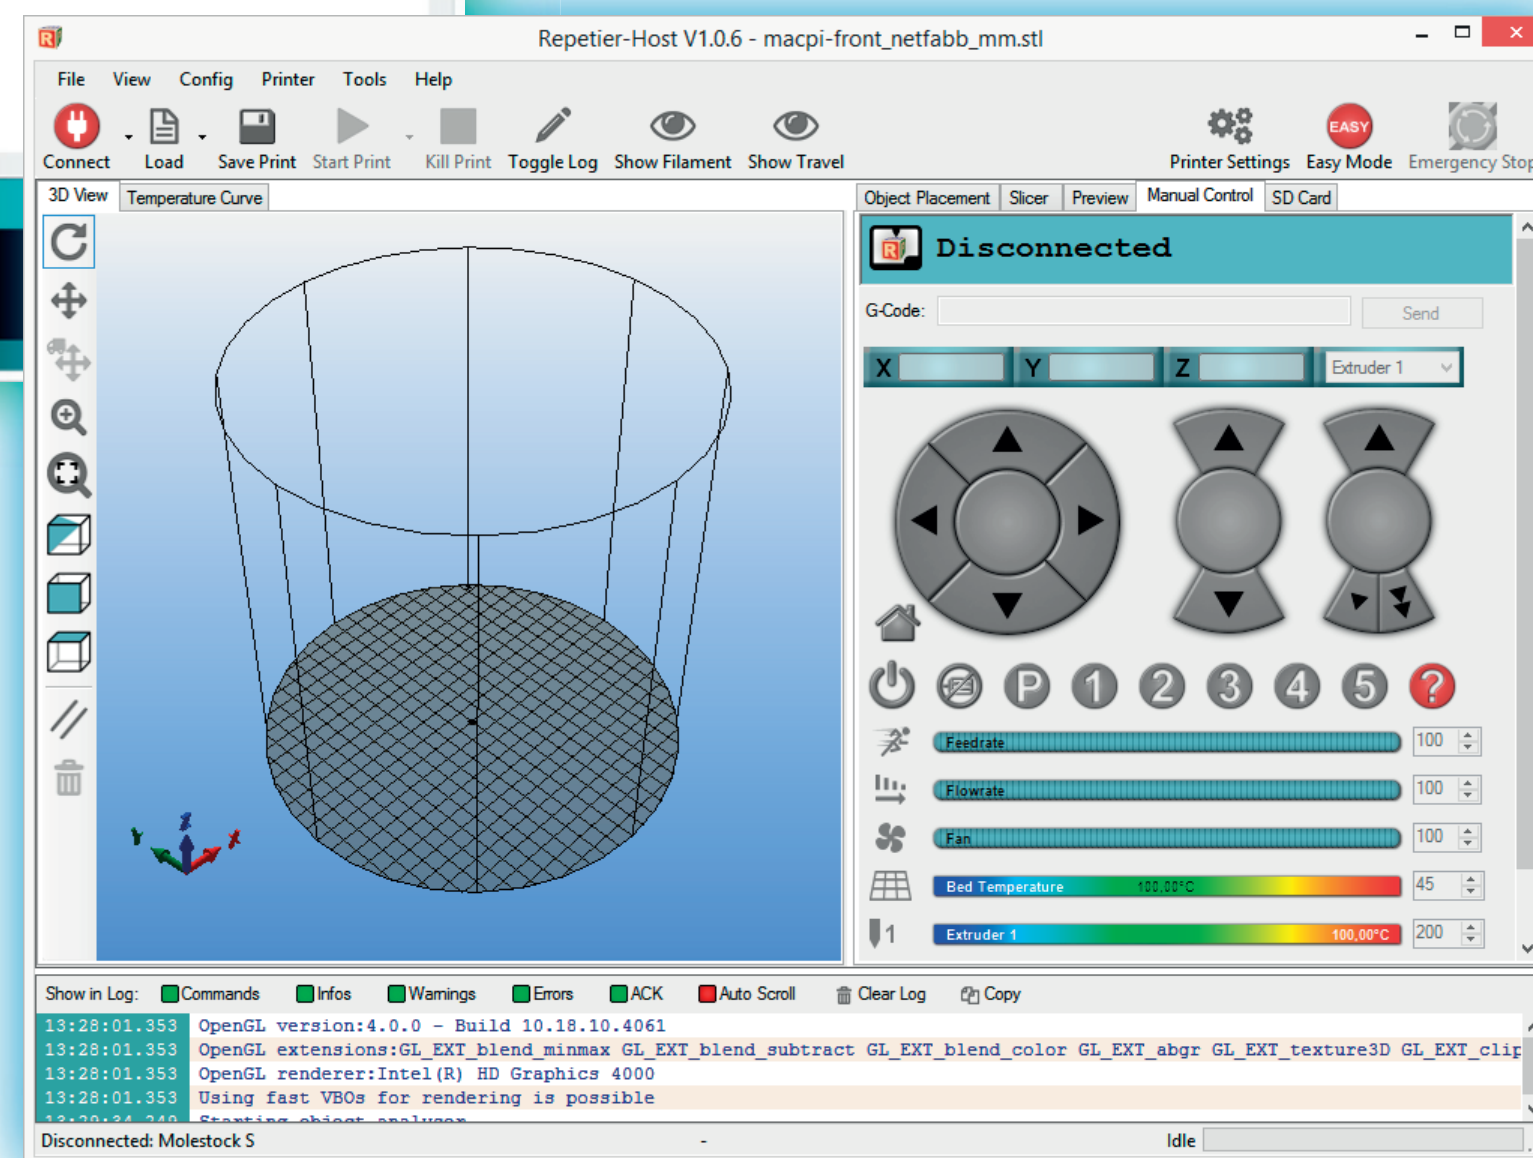 Repetier-Host V1.0.6 - macpi-front_netfabb_mm.stl
File View Config Printer Tools Help
Connect Load Save Print Start Print Kill Print Toggle Log Show Filament Show Travel Printer Settings EASY Easy Mode Emergency Stop
3D View Temperature Curve
Object Placement Slicer Preview Manual Control SD Card
Disconnected
G-Code: Send
X Y Z Extruder 1
P 1 2 3 4 5 ?
Feedrate 100
Flowrate 100
Fan 100
Bed Temperature 100,00°C 45
1 Extruder 1 100,00°C 200
Y Z X
Show in Log: Commands Infos Warnings Errors ACK Auto Scroll Clear Log Copy
13:28:01.353 OpenGL version:4.0.0 - Build 10.18.10.4061
13:28:01.353 OpenGL extensions:GL_EXT_blend_minmax GL_EXT_blend_subtract GL_EXT_blend_color GL_EXT_abgr GL_EXT_texture3D GL_EXT_clip
13:28:01.353 OpenGL renderer:Intel(R) HD Graphics 4000
13:28:01.353 Using fast VBOs for rendering is possible
Starting object analyser
Disconnected: Molestock S - Idle